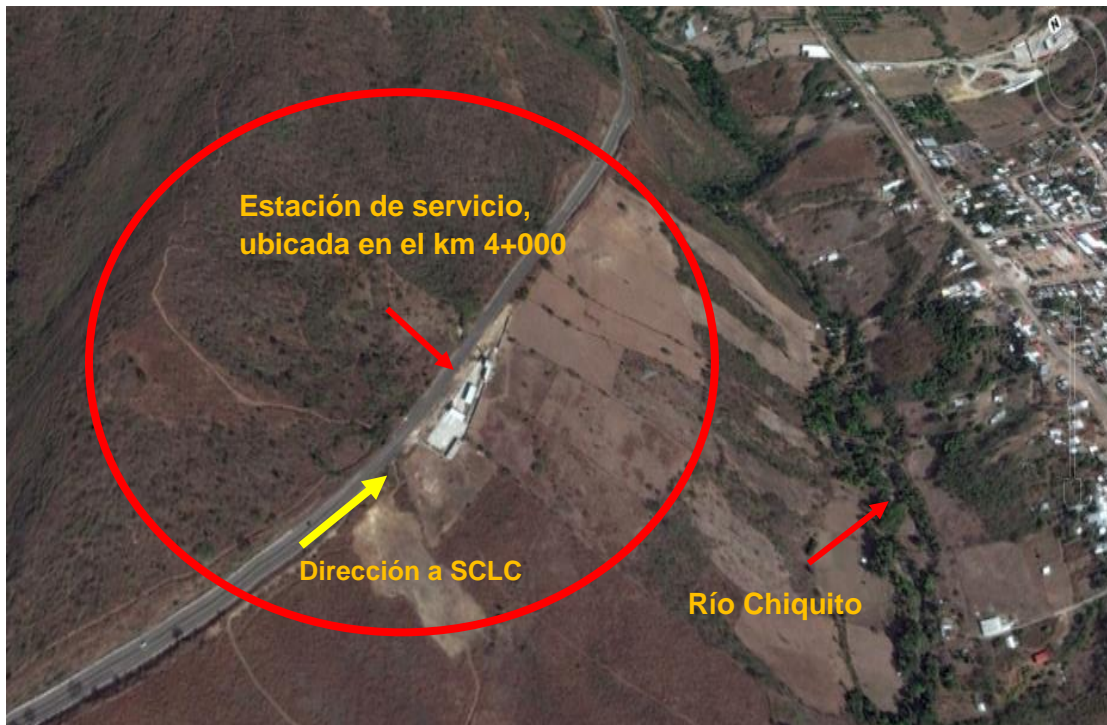 N
Estación de servicio,
ubicada en el km 4+000
Dirección a SCLC
Río Chiquito